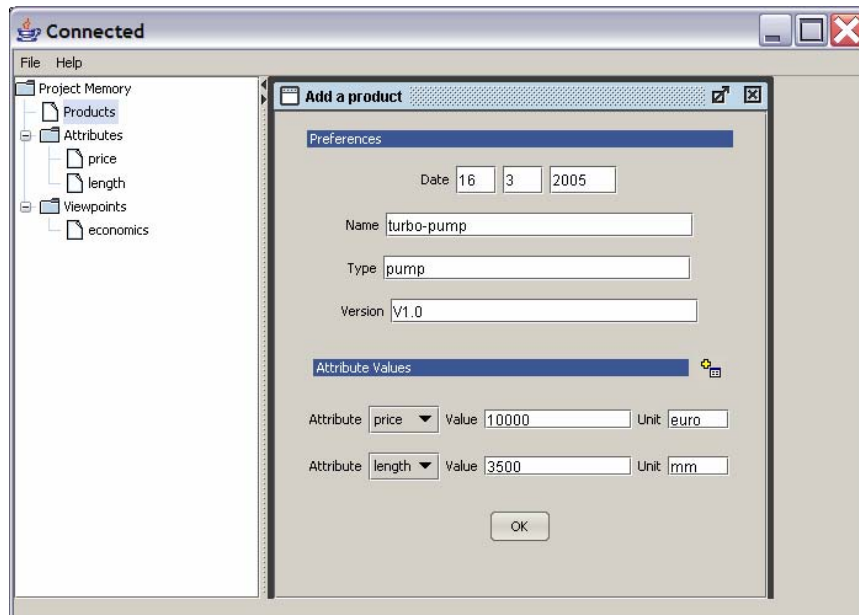 Connected
File Help
Project Memory
Products
Attributes
price
length
Viewpoints
economics
Add a product
Preferences
Date 16 3 2005
Name turbo-pump
Type pump
Version V1.0
Attribute Values
Attribute price Value 10000 Unit euro
Attribute length Value 3500 Unit mm
OK